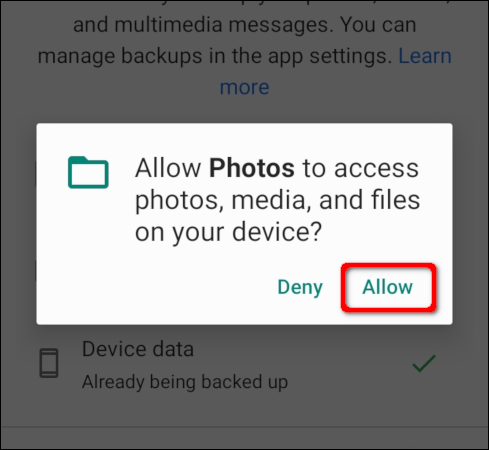 and multimedia messages. You can
manage backups in the app settings. Learn
more
Allow Photos to access
photos, media, and files
on your device?
Deny
Allow
Device data
Already being backed up